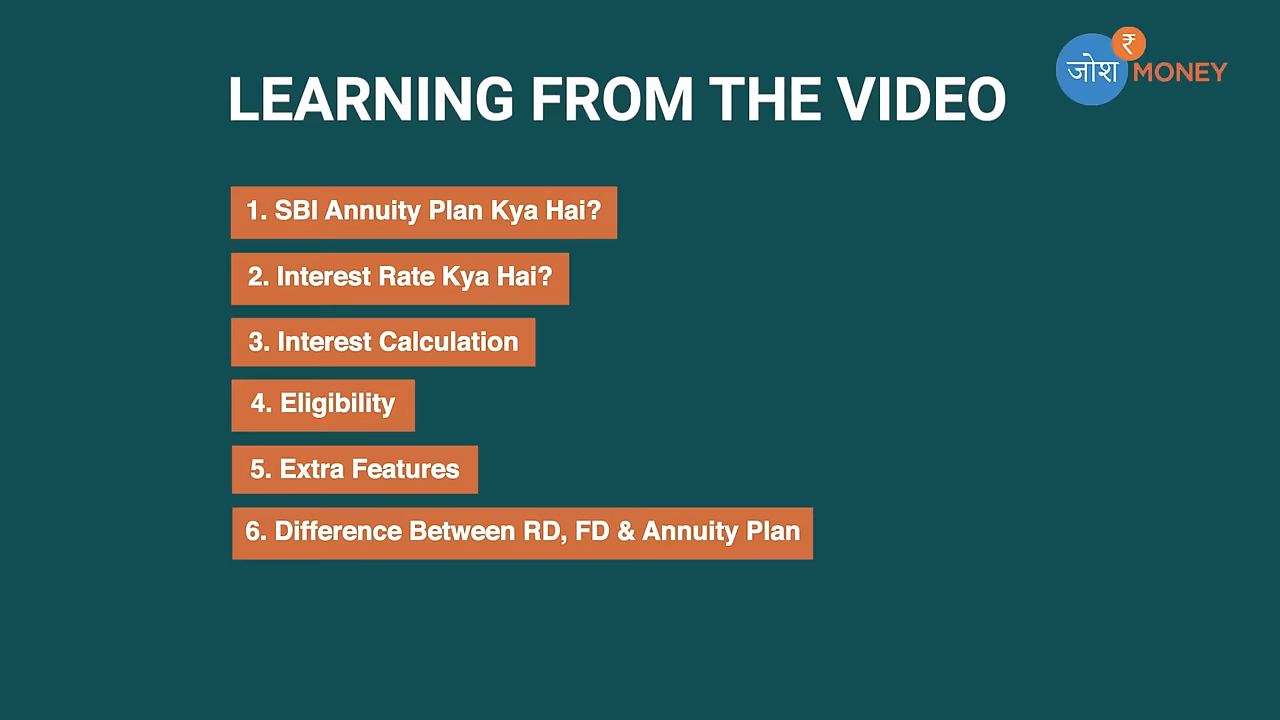 जोश ₹ MONEY
LEARNING FROM THE VIDEO
1. SBI Annuity Plan Kya Hai?
2. Interest Rate Kya Hai?
3. Interest Calculation
4. Eligibility
5. Extra Features
6. Difference Between RD, FD & Annuity Plan